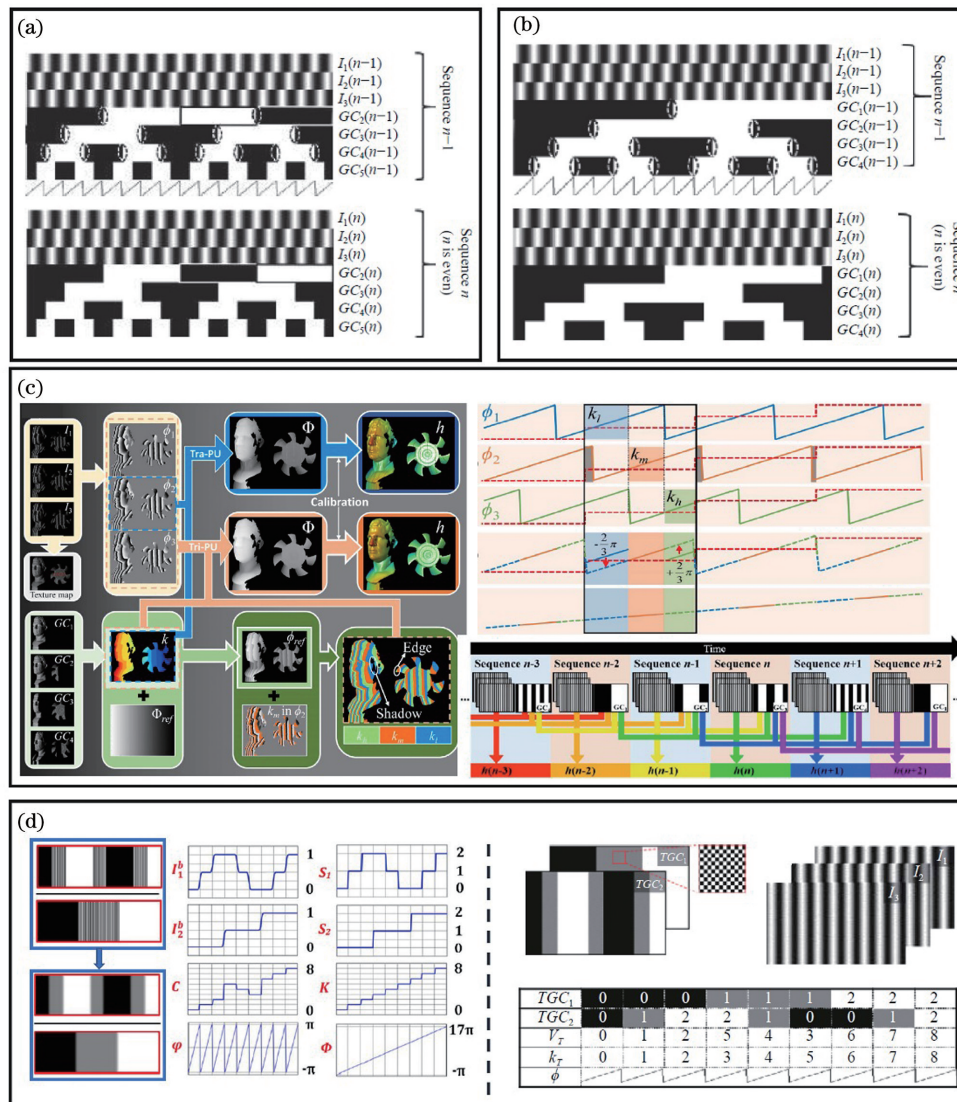 (a)
I1(n−1)
I2(n−1)
I3(n−1)
GC2(n−1)
GC3(n−1)
GC4(n−1)
GC5(n−1)
Sequence n−1
I1(n)
I2(n)
I3(n)
GC2(n)
GC3(n)
GC4(n)
GC5(n)
Sequence n
(n is even)
(b)
I1(n−1)
I2(n−1)
I3(n−1)
GC1(n−1)
GC2(n−1)
GC3(n−1)
GC4(n−1)
Sequence n−1
I1(n)
I2(n)
I3(n)
GC1(n)
GC2(n)
GC3(n)
GC4(n)
(n is even)
(c)
I1
I2
I3
Texture map
GC1
GC2
GC3
GC4
ϕ1
ϕ2
ϕ3
Tra-PU
Tri-PU
Φ
h
Calibration
Φ
h
k
+
Φref
ϕref
+
km in ϕ2
Edge
Shadow
kh km kl
ϕ1
kl
ϕ2
km
ϕ3
kh
-2/3π
+2/3π
Time
Sequence n-3 Sequence n-2 Sequence n-1 Sequence n Sequence n+1 Sequence n+2
... ...
h(n-3) h(n-2) h(n-1) h(n) h(n+1) h(n+2)
(d)
I1b 1 0
S1 2 1 0
I2b 1 0
S2 2 1 0
C 8 0
K 8 0
φ π -π
Φ 17π -π
TGC1
TGC2
I1
I2
I3
TGC1 0 0 0 1 1 1 2 2 2
TGC2 0 1 2 2 1 0 0 1 2
VT 0 1 2 5 4 3 6 7 8
kT 0 1 2 3 4 5 6 7 8
ϕ